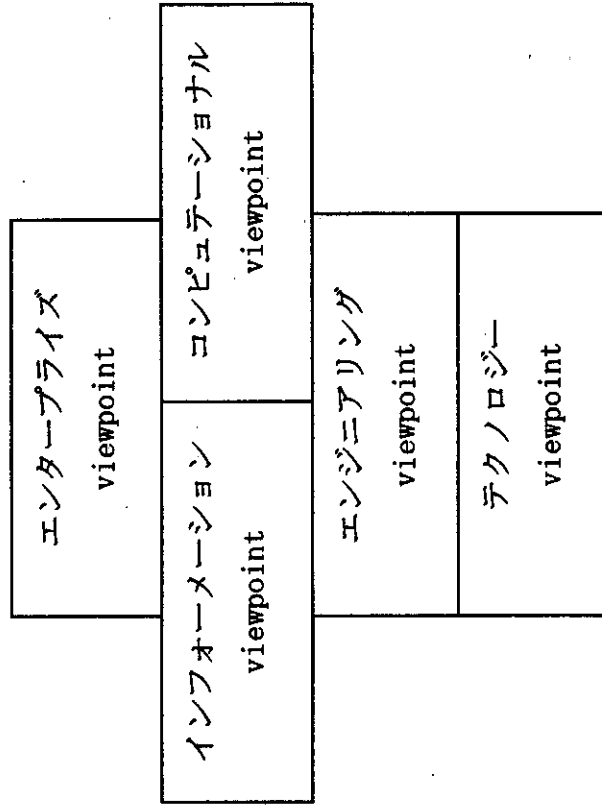 エンタープライズ
viewpoint
インフォーメーション
viewpoint
コンピュテーショナル
viewpoint
エンジニアリング
viewpoint
テクノロジー
viewpoint